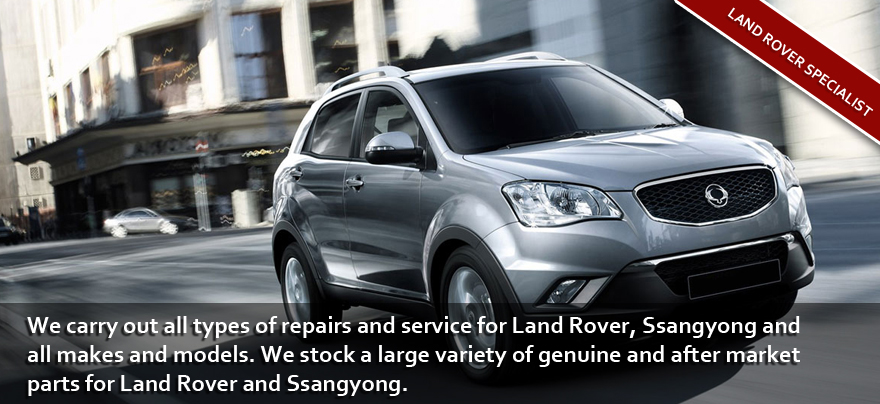 LAND ROVER SPECIALIST
We carry out all types of repairs and service for Land Rover, Ssangyong and
all makes and models. We stock a large variety of genuine and after market
parts for Land Rover and Ssangyong.